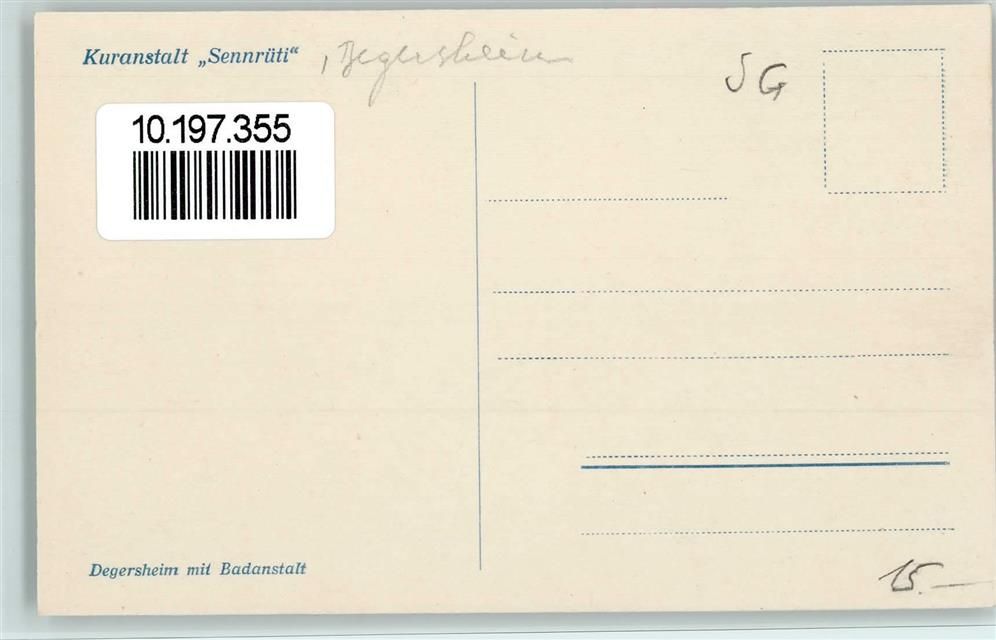 Kuranstalt „Sennrüti“ , Degersheim
SG
10.197.355
Degersheim mit Badanstalt
15.—